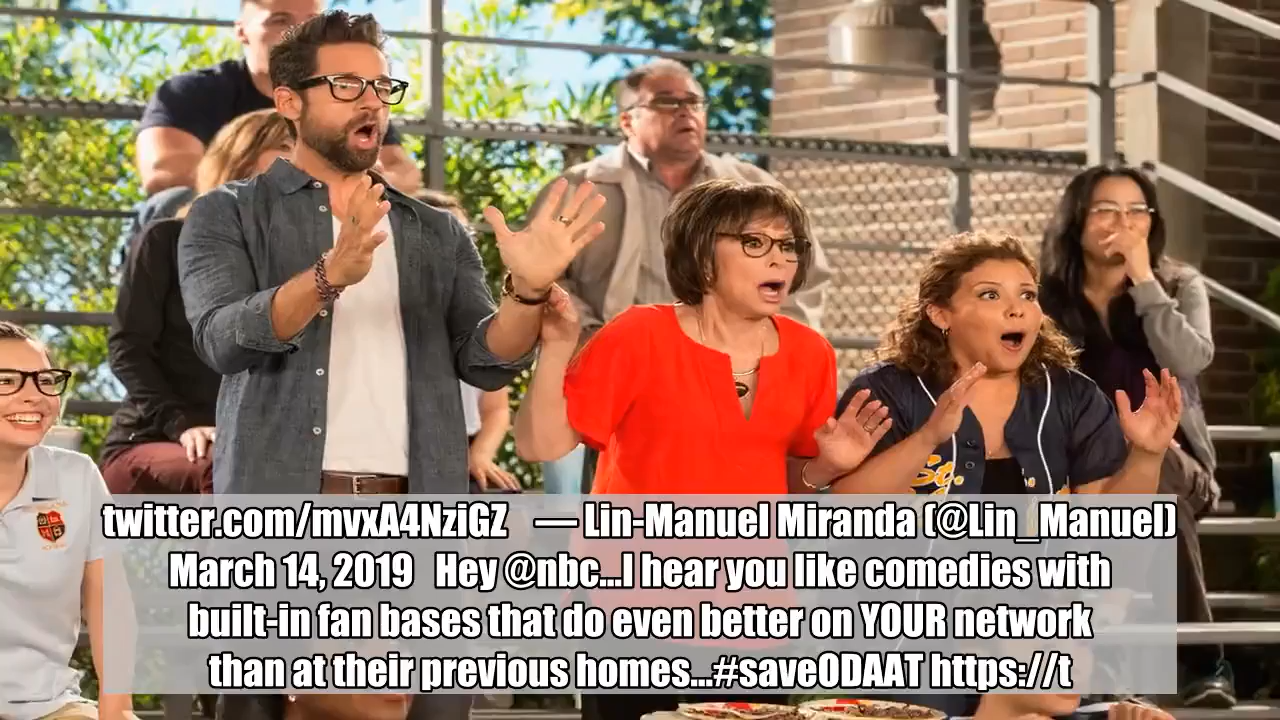 twitter.com/mvxA4NziGZ — Lin-Manuel Miranda (@Lin_Manuel)
March 14, 2019 Hey @nbc...I hear you like comedies with
built-in fan bases that do even better on YOUR network
than at their previous homes...#saveODAAT https://t
St.